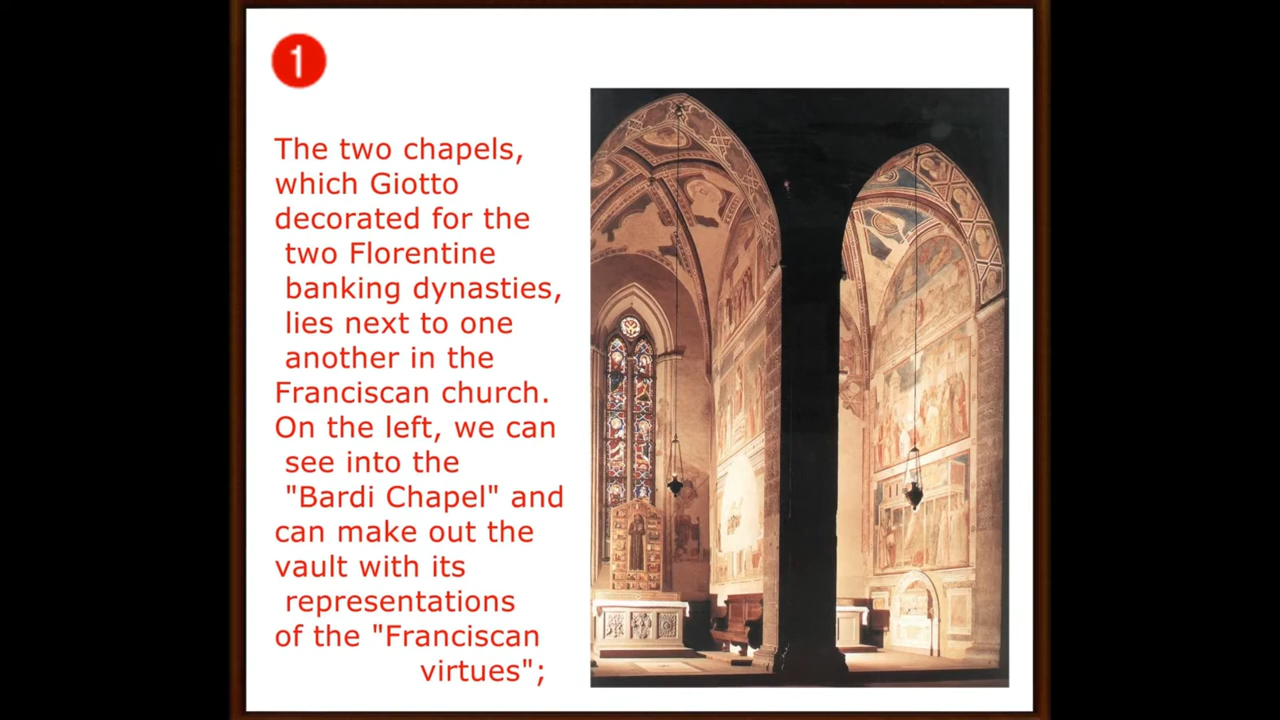 1
The two chapels,
which Giotto
decorated for the
two Florentine
banking dynasties,
lies next to one
another in the
Franciscan church.
On the left, we can
see into the
"Bardi Chapel" and
can make out the
vault with its
representations
of the "Franciscan
virtues";